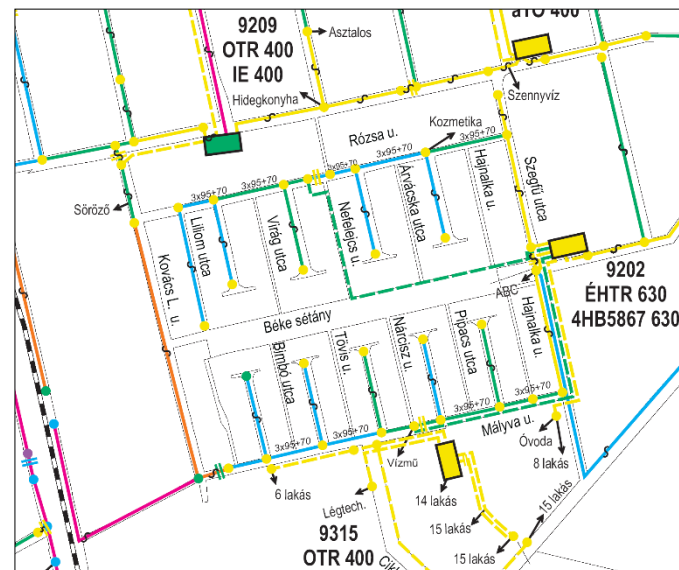 9209
OTR 400
IE 400
Asztalos
aTO 400
Hidegkonyha
Szennyvíz
Rózsa u.
Kozmetika
3x95+70
3x95+70
3x95+70
3x95+70
3x95+70
Söröző
Kovács L. u.
Liliom utca
Virág utca
Nefelejcs u.
Árvácska utca
Hajnalka u.
Szegfű utca
9202
ÉHTR 630
4HB5867 630
ABC
Béke sétány
Bimbó utca
Tövis u.
Nárcisz u.
Pipacs utca
Hajnalka u.
3x95+70
3x95+70
3x95+70
3x95+70
Mályva u.
Vízmű
Óvoda
8 lakás
6 lakás
Légtech.
14 lakás
15 lakás
15 lakás
15 lakás
9315
OTR 400